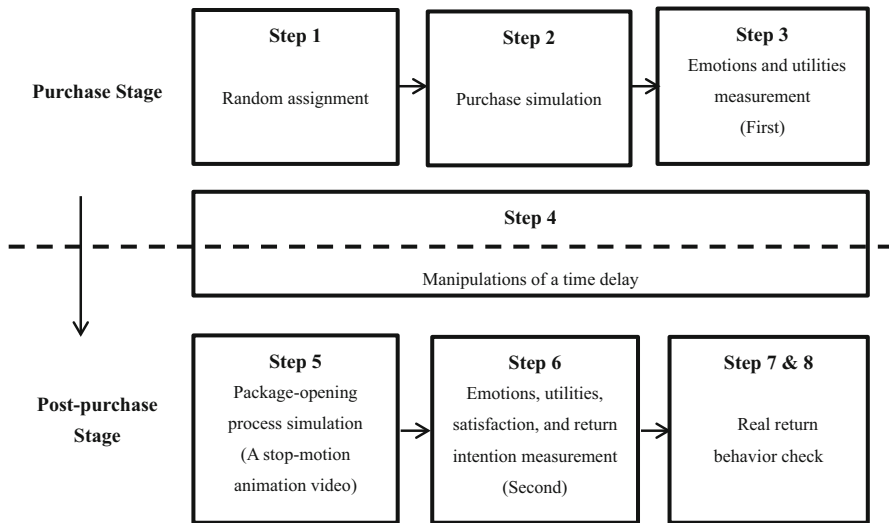 Purchase Stage
Step 1
Random assignment
Step 2
Purchase simulation
Step 3
Emotions and utilities
measurement
(First)
Step 4
Manipulations of a time delay
Post-purchase
Stage
Step 5
Package-opening
process simulation
(A stop-motion
animation video)
Step 6
Emotions, utilities,
satisfaction, and return
intention measurement
(Second)
Step 7 & 8
Real return
behavior check